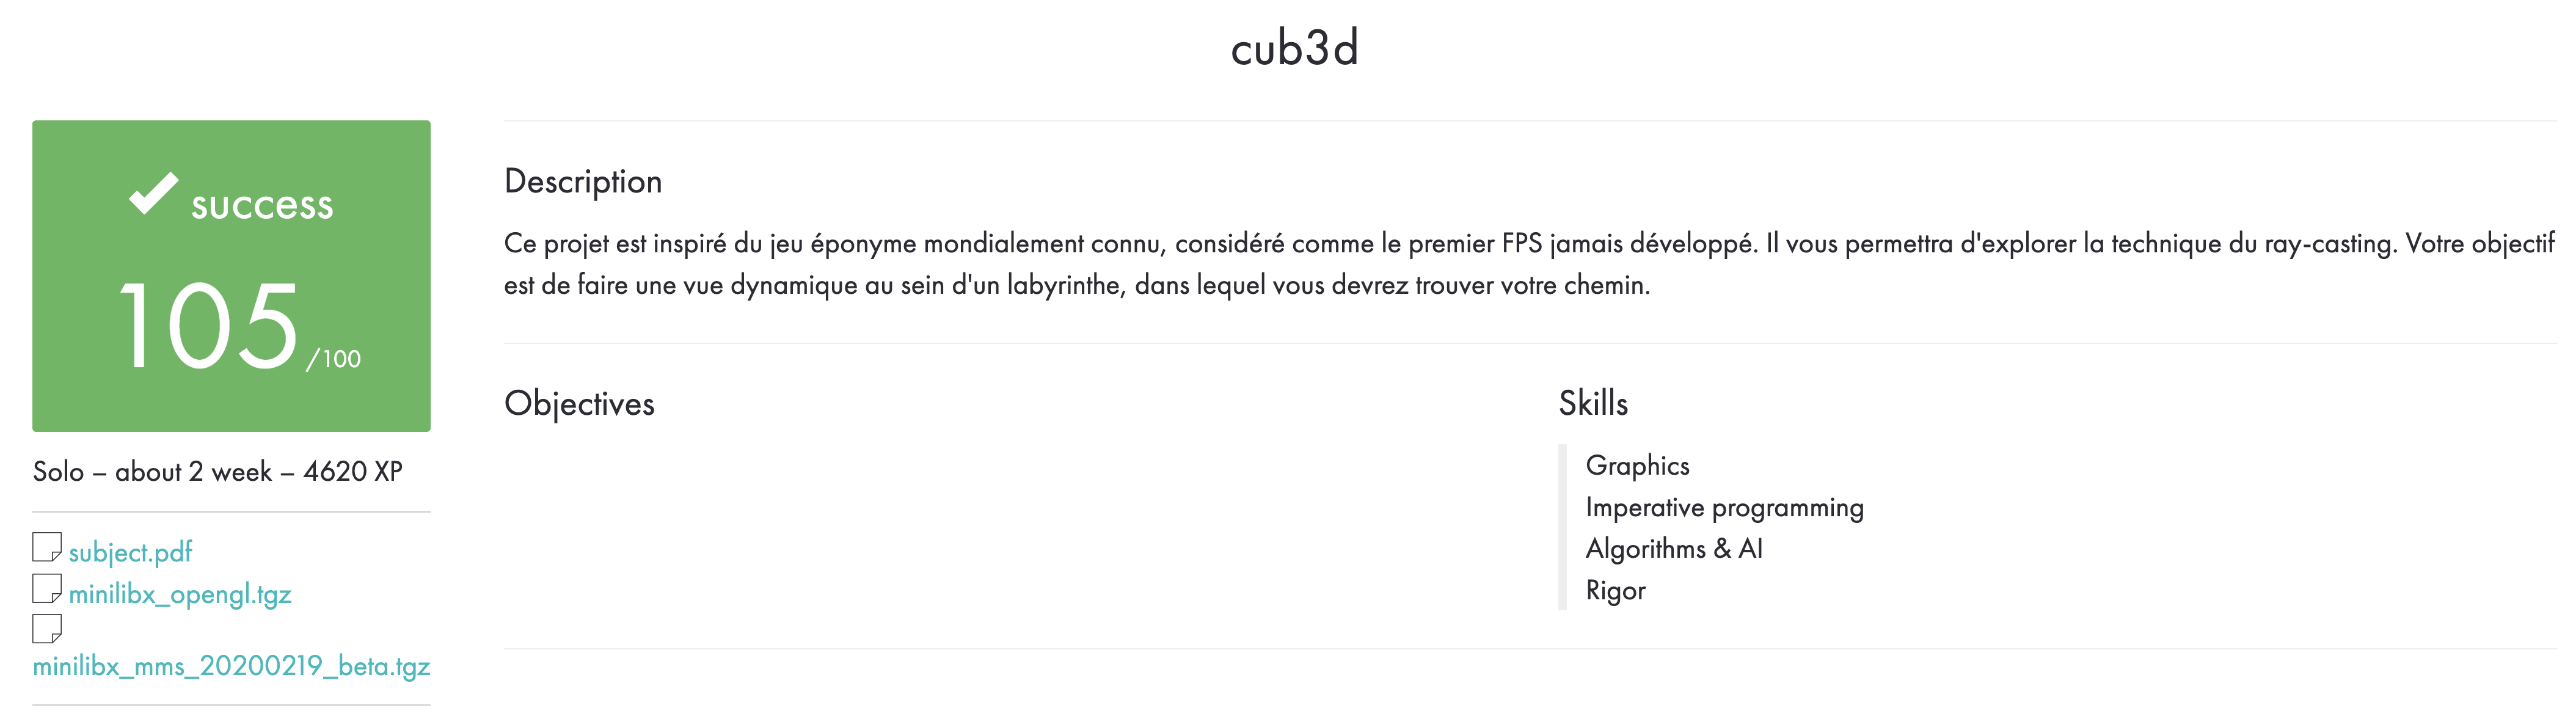 cub3d
success
105/100
Solo – about 2 week – 4620 XP
subject.pdf
minilibx_opengl.tgz
minilibx_mms_20200219_beta.tgz
Description
Ce projet est inspiré du jeu éponyme mondialement connu, considéré comme le premier FPS jamais développé. Il vous permettra d'explorer la technique du ray-casting. Votre objectif
est de faire une vue dynamique au sein d'un labyrinthe, dans lequel vous devrez trouver votre chemin.
Objectives
Skills
Graphics
Imperative programming
Algorithms & AI
Rigor